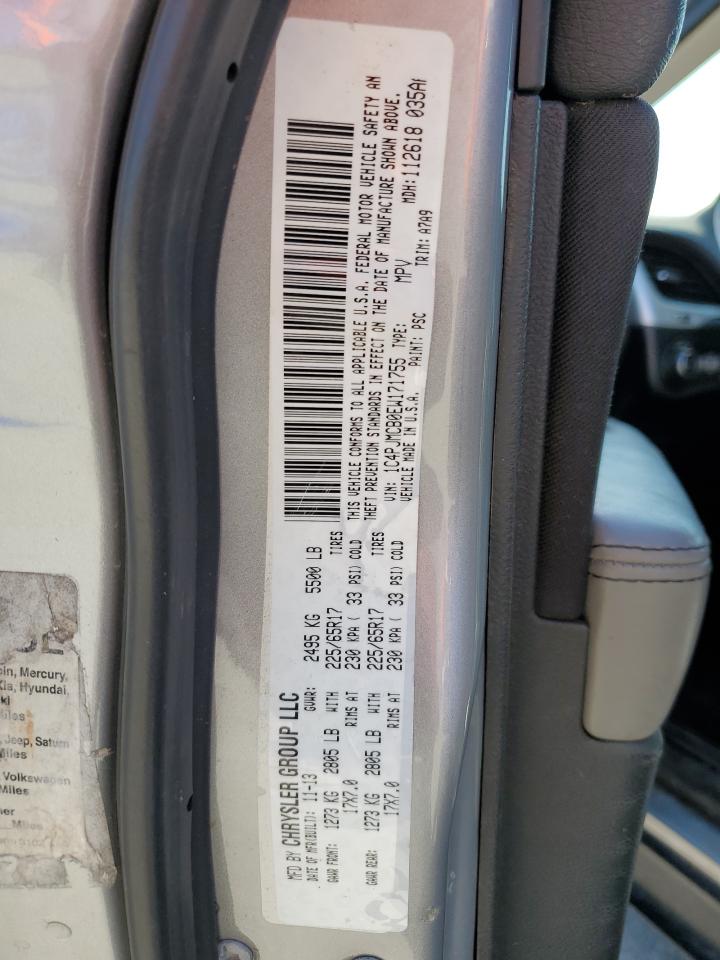 MFD BY CHRYSLER GROUP LLC
DATE OF MFR(BUILT): 11-13 GVWR: 2495 KG 5500 LB
GAWR FRONT: 1273 KG 2805 LB WITH 225/65R17 TIRES
17X7.0 RIMS AT 230 KPA ( 33 PSI) COLD
GAWR REAR: 1273 KG 2805 LB WITH 225/65R17 TIRES
17X7.0 RIMS AT 230 KPA ( 33 PSI) COLD
THIS VEHICLE CONFORMS TO ALL APPLICABLE U.S.A. FEDERAL MOTOR VEHICLE SAFETY AN
THEFT PREVENTION STANDARDS IN EFFECT ON THE DATE OF MANUFACTURE SHOWN ABOVE.
VIN: 1C4PJMCB0EW171755 TYPE: MPV MDH:112618 035A
VEHICLE MADE IN U.S.A. PAINT: PSC TRIM: A7A9
Mercury,
Kia, Hyundai,
Miles
Jeep, Saturn
Miles
Volkswagen
Miles
Miles